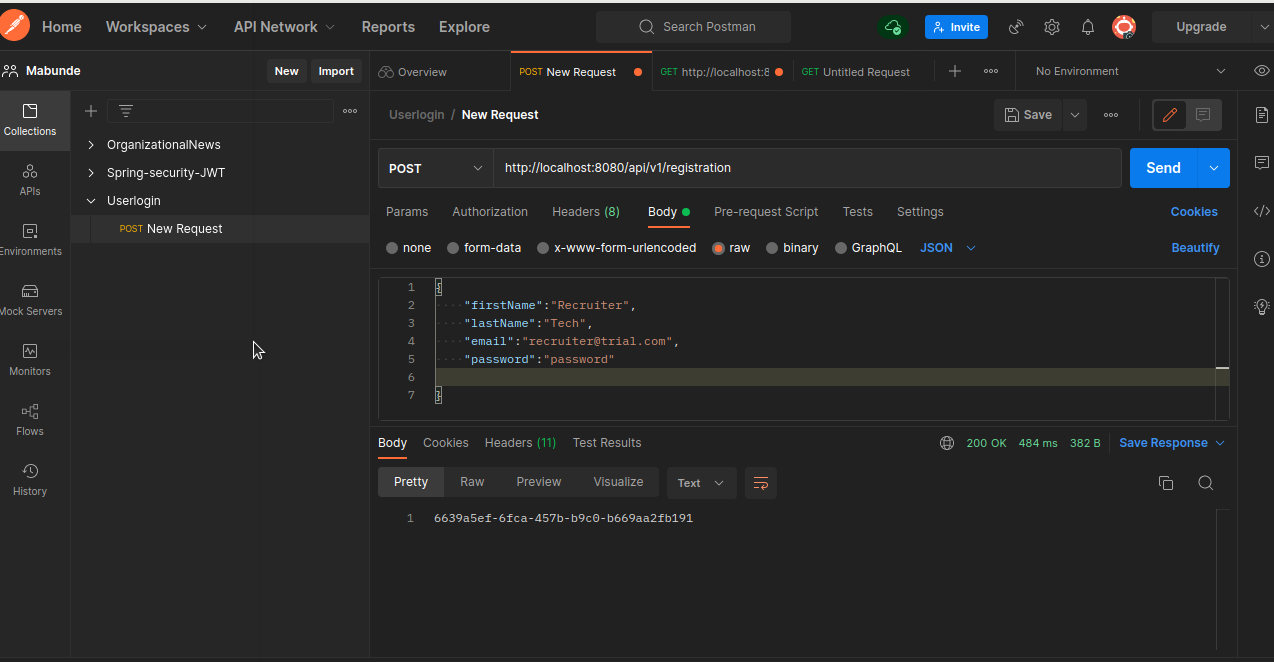 Home Workspaces API Network Reports Explore Search Postman Invite Upgrade
Mabunde New Import Overview POST New Request GET http://localhost:8 GET Untitled Request No Environment
Collections
APIs
Environments
Mock Servers
Monitors
Flows
History
OrganizationalNews
Spring-security-JWT
Userlogin
POST New Request
Userlogin / New Request Save
POST http://localhost:8080/api/v1/registration Send
Params Authorization Headers (8) Body Pre-request Script Tests Settings Cookies
none form-data x-www-form-urlencoded raw binary GraphQL JSON Beautify
1 {
2 "firstName":"Recruiter",
3 "lastName":"Tech",
4 "email":"recruiter@trial.com",
5 "password":"password"
6
7 }
Body Cookies Headers (11) Test Results 200 OK 484 ms 382 B Save Response
Pretty Raw Preview Visualize Text
1 6639a5ef-6fca-457b-b9c0-b669aa2fb191